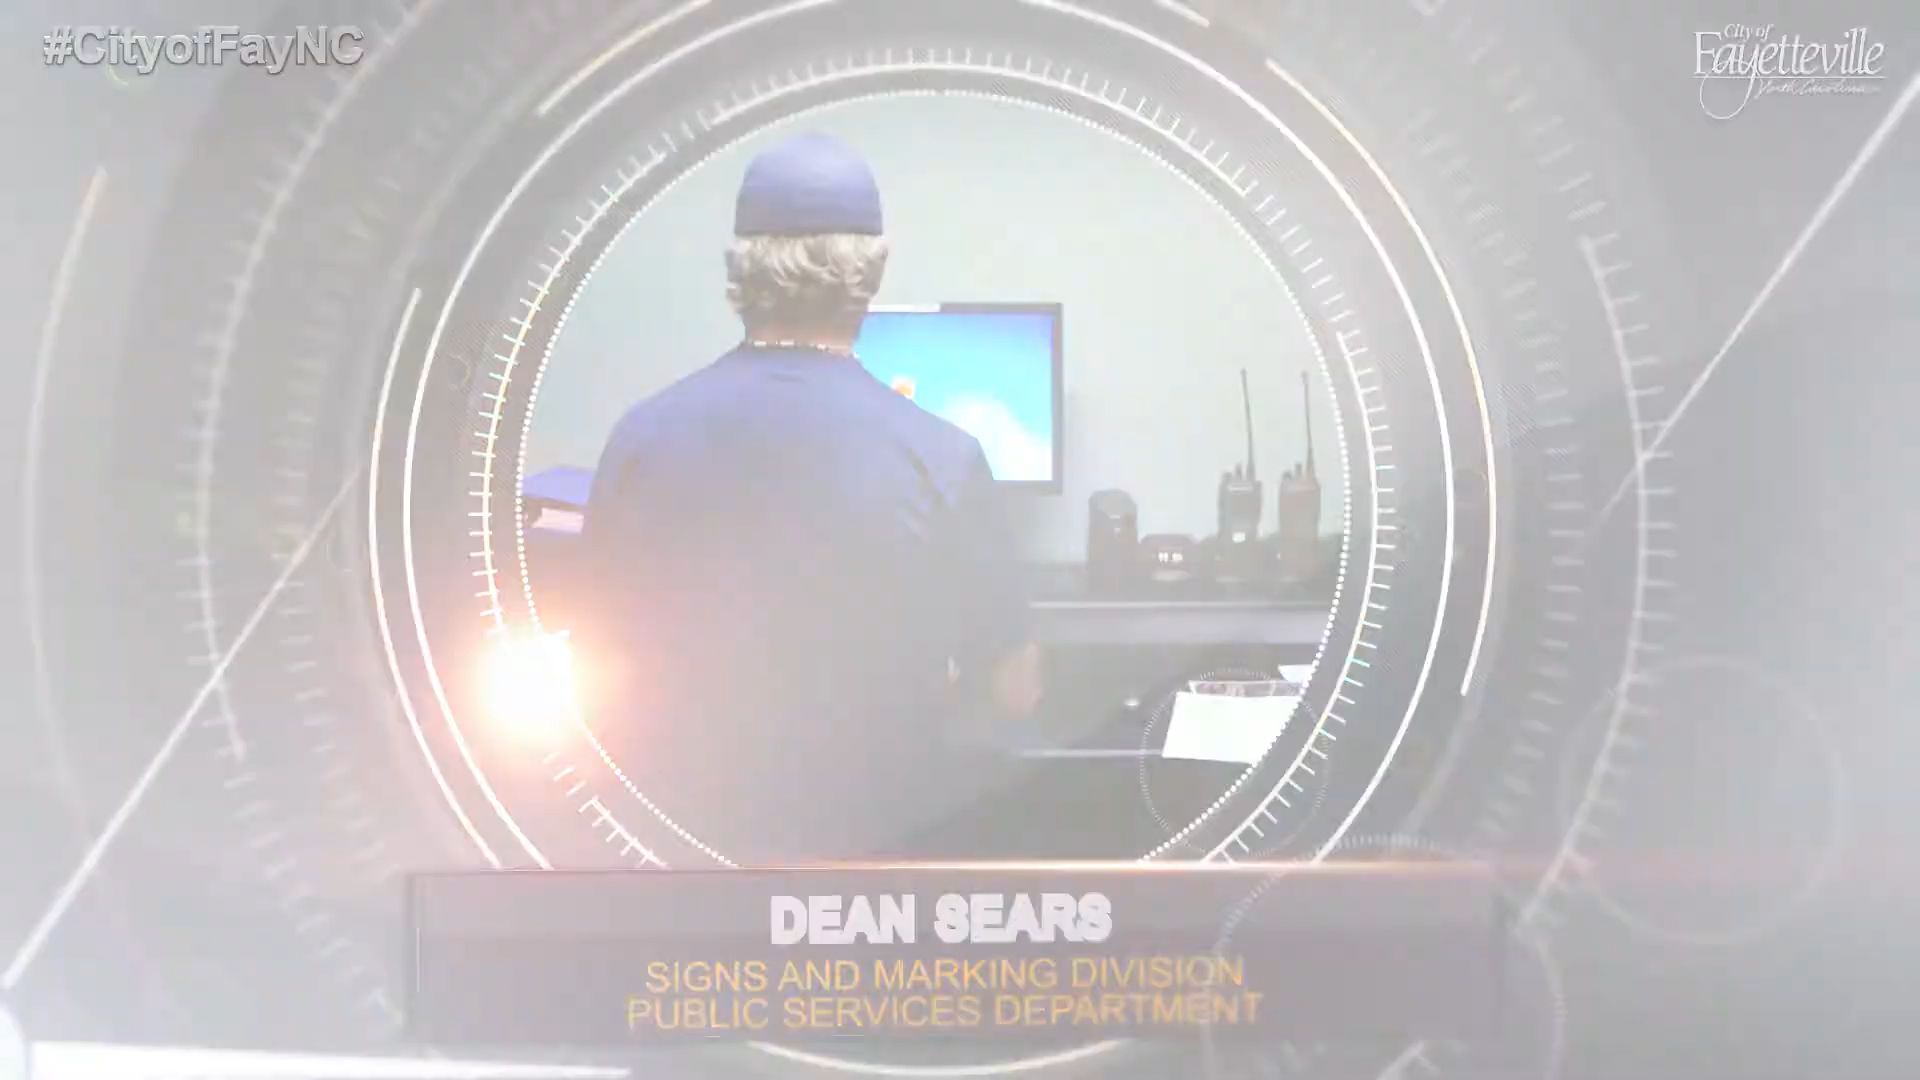 #CityofFayNC
City of
Fayetteville
North Carolina
DEAN SEARS
SIGNS AND MARKING DIVISION
PUBLIC SERVICES DEPARTMENT